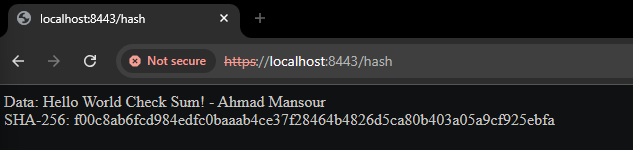 localhost:8443/hash
Not secure https://localhost:8443/hash
Data: Hello World Check Sum! - Ahmad Mansour
SHA-256: f00c8ab6fcd984edfc0baaab4ce37f28464b4826d5ca80b403a05a9cf925ebfa